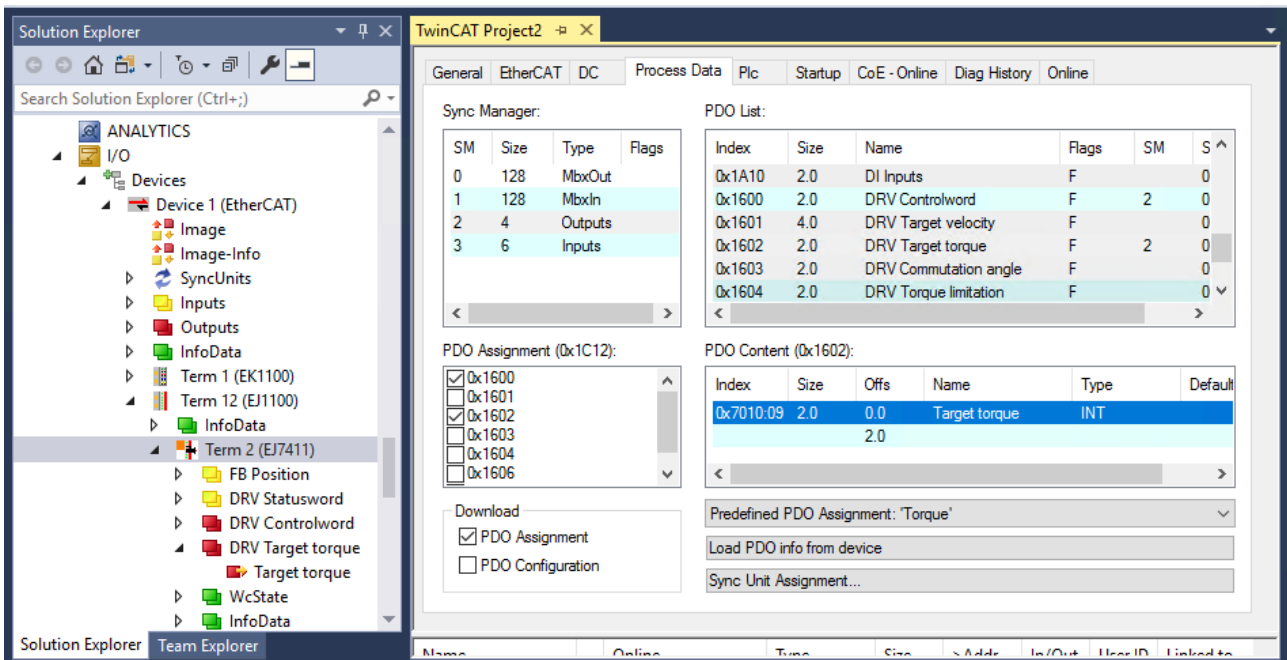 Solution Explorer
Search Solution Explorer (Ctrl+;)
ANALYTICS
I/O
Devices
Device 1 (EtherCAT)
Image
Image-Info
SyncUnits
Inputs
Outputs
InfoData
Term 1 (EK1100)
Term 12 (EJ1100)
InfoData
Term 2 (EJ7411)
FB Position
DRV Statusword
DRV Controlword
DRV Target torque
Target torque
WcState
InfoData
Solution Explorer Team Explorer
TwinCAT Project2
General EtherCAT DC Process Data Plc Startup CoE - Online Diag History Online
Sync Manager:
SM Size Type Flags
0 128 MbxOut
1 128 MbxIn
2 4 Outputs
3 6 Inputs
PDO List:
Index Size Name Flags SM S
0x1A10 2.0 DI Inputs F 0
0x1600 2.0 DRV Controlword F 2 0
0x1601 4.0 DRV Target velocity F 0
0x1602 2.0 DRV Target torque F 2 0
0x1603 2.0 DRV Commutation angle F 0
0x1604 2.0 DRV Torque limitation F 0
PDO Assignment (0x1C12):
0x1600
0x1601
0x1602
0x1603
0x1604
0x1606
PDO Content (0x1602):
Index Size Offs Name Type Default
0x7010:09 2.0 0.0 Target torque INT
2.0
Download
PDO Assignment
PDO Configuration
Predefined PDO Assignment: 'Torque'
Load PDO info from device
Sync Unit Assignment...
Name Online Type Size >Addr... In/Out User ID Linked to